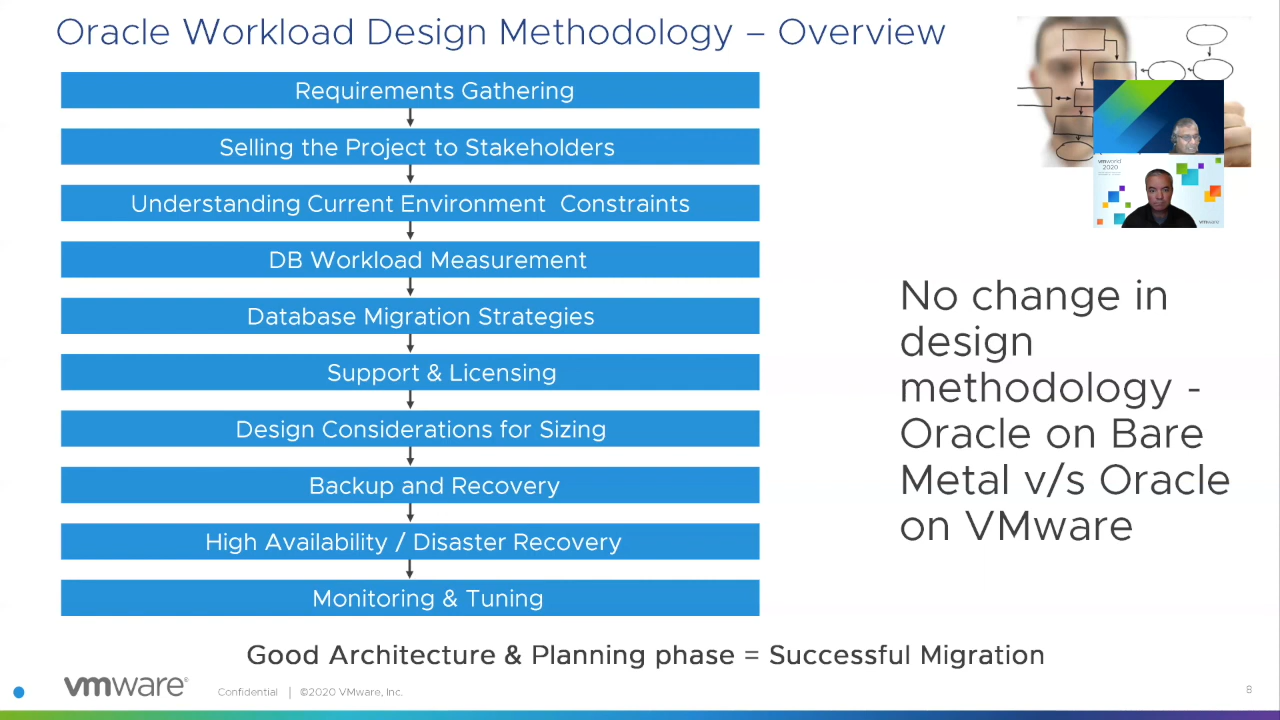 Oracle Workload Design Methodology – Overview
Requirements Gathering
Selling the Project to Stakeholders
Understanding Current Environment  Constraints
DB Workload Measurement
Database Migration Strategies
Support & Licensing
Design Considerations for Sizing
Backup and Recovery
High Availability / Disaster Recovery
Monitoring & Tuning
vmworld
2020
vmware
No change in
design
methodology -
Oracle on Bare
Metal v/s Oracle
on VMware
Good Architecture & Planning phase = Successful Migration
vmware®
Confidential | ©2020 VMware, Inc.
8